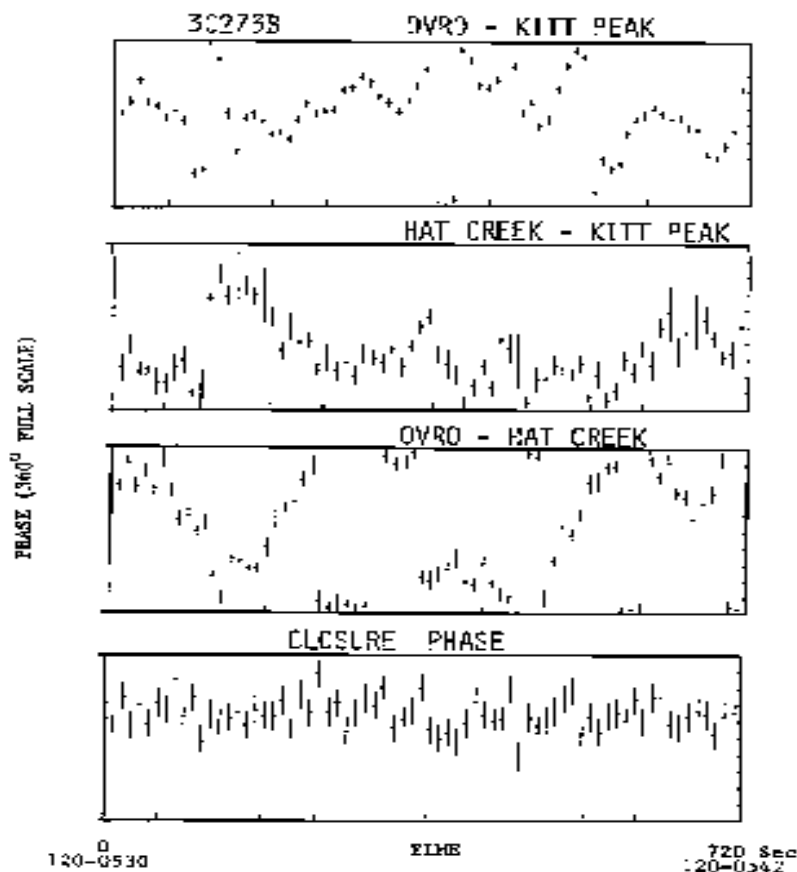 3C273B OVRO - KITT PEAK
HAT CREEK - KITT PEAK
OVRO - HAT CREEK
CLOSURE PHASE
PHASE (360° FULL SCALE)
0 TIME 720 Sec
120-0530 120-0542